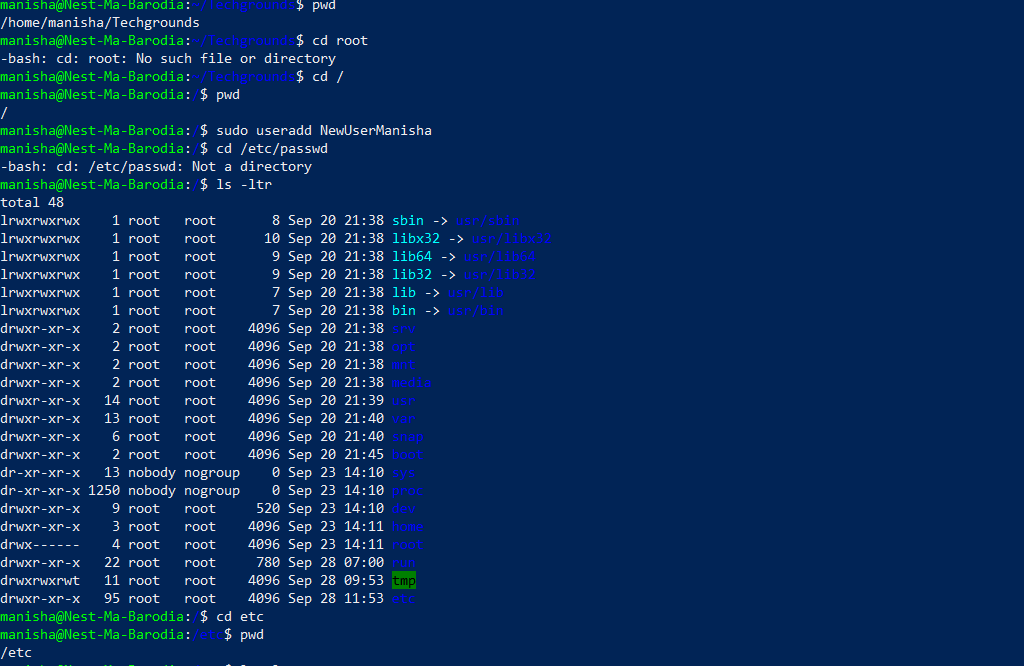 manisha@Nest-Ma-Barodia:~/Techgrounds$ pwd
/home/manisha/Techgrounds
manisha@Nest-Ma-Barodia:~/Techgrounds$ cd root
-bash: cd: root: No such file or directory
manisha@Nest-Ma-Barodia:~/Techgrounds$ cd /
manisha@Nest-Ma-Barodia:/$ pwd
/
manisha@Nest-Ma-Barodia:/$ sudo useradd NewUserManisha
manisha@Nest-Ma-Barodia:/$ cd /etc/passwd
-bash: cd: /etc/passwd: Not a directory
manisha@Nest-Ma-Barodia:/$ ls -ltr
total 48
lrwxrwxrwx    1 root   root       8 Sep 20 21:38 sbin -> usr/sbin
lrwxrwxrwx    1 root   root      10 Sep 20 21:38 libx32 -> usr/libx32
lrwxrwxrwx    1 root   root       9 Sep 20 21:38 lib64 -> usr/lib64
lrwxrwxrwx    1 root   root       9 Sep 20 21:38 lib32 -> usr/lib32
lrwxrwxrwx    1 root   root       7 Sep 20 21:38 lib -> usr/lib
lrwxrwxrwx    1 root   root       7 Sep 20 21:38 bin -> usr/bin
drwxr-xr-x    2 root   root    4096 Sep 20 21:38 srv
drwxr-xr-x    2 root   root    4096 Sep 20 21:38 opt
drwxr-xr-x    2 root   root    4096 Sep 20 21:38 mnt
drwxr-xr-x    2 root   root    4096 Sep 20 21:38 media
drwxr-xr-x   14 root   root    4096 Sep 20 21:39 usr
drwxr-xr-x   13 root   root    4096 Sep 20 21:40 var
drwxr-xr-x    6 root   root    4096 Sep 20 21:40 snap
drwxr-xr-x    2 root   root    4096 Sep 20 21:45 boot
dr-xr-xr-x   13 nobody nogroup    0 Sep 23 14:10 sys
dr-xr-xr-x 1250 nobody nogroup    0 Sep 23 14:10 proc
drwxr-xr-x    9 root   root     520 Sep 23 14:10 dev
drwxr-xr-x    3 root   root    4096 Sep 23 14:11 home
drwx------    4 root   root    4096 Sep 23 14:11 root
drwxr-xr-x   22 root   root     780 Sep 28 07:00 run
drwxrwxrwt   11 root   root    4096 Sep 28 09:53 tmp
drwxr-xr-x   95 root   root    4096 Sep 28 11:53 etc
manisha@Nest-Ma-Barodia:/$ cd etc
manisha@Nest-Ma-Barodia:/etc$ pwd
/etc